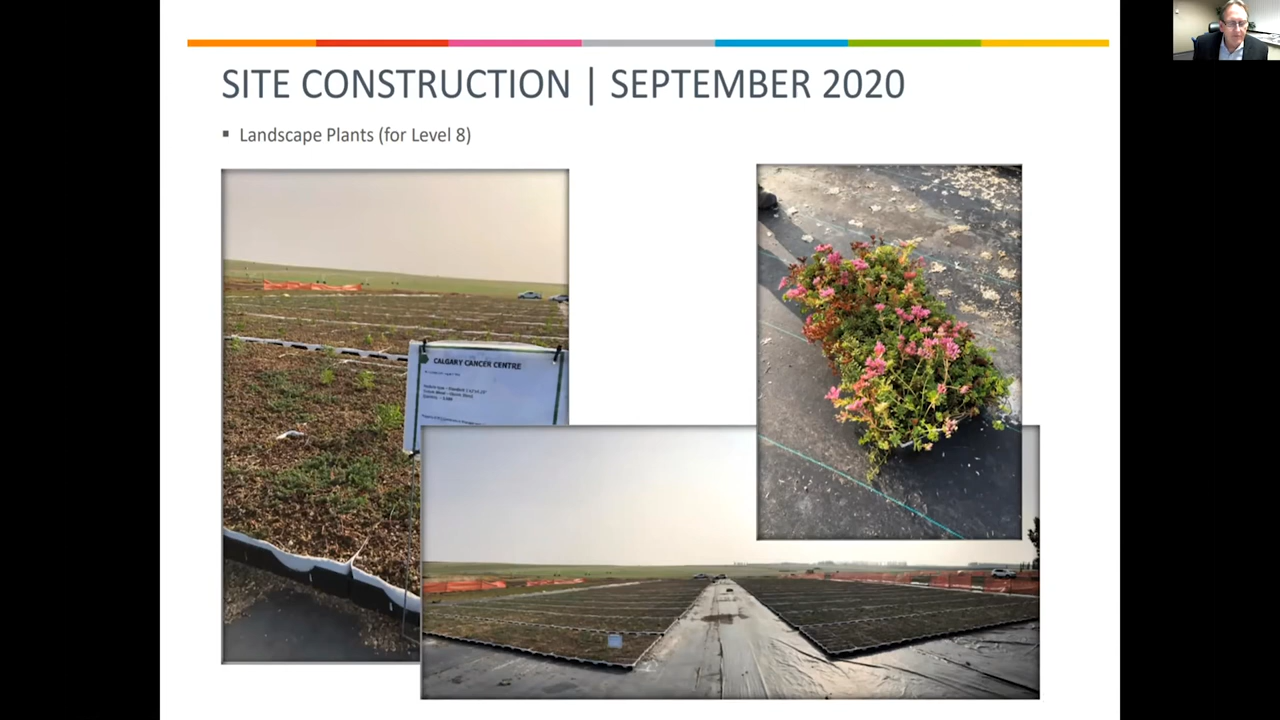 SITE CONSTRUCTION | SEPTEMBER 2020
▪ Landscape Plants (for Level 8)
CALGARY CANCER CENTRE